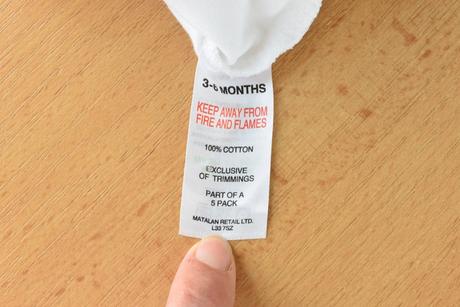 3-6 MONTHS
KEEP AWAY FROM
FIRE AND FLAMES
100% COTTON
EXCLUSIVE
OF TRIMMINGS
PART OF A
5 PACK
MATALAN RETAIL LTD.
L33 7SZ